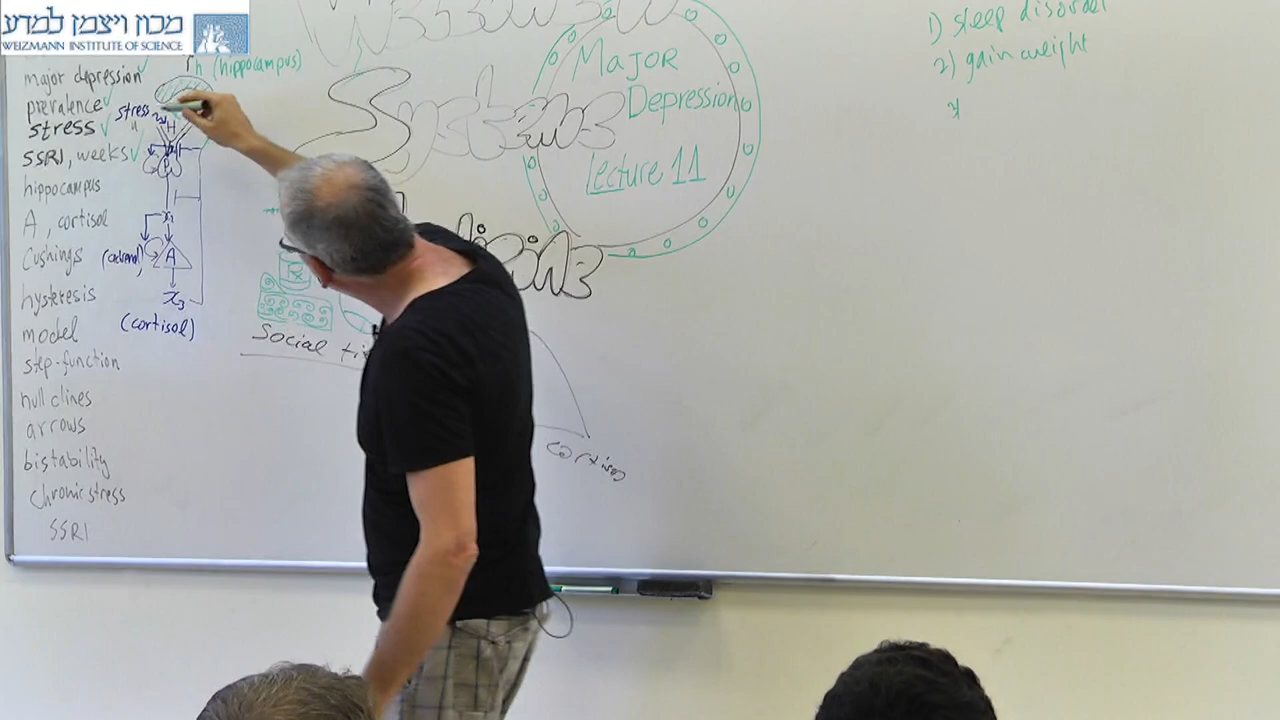 מכון ויצמן למדע
WEIZMANN INSTITUTE OF SCIENCE
h (hippocampus)
major depression ✓
prevalence ✓
stress ✓
SSRI, weeks ✓
hippocampus
A, cortisol
Cushings
hysteresis
model
step-function
null clines
arrows
bistability
chronic stress
SSRI
stress
u
H
P
x1
(adrenal)
A
x3
(cortisol)
Systems
Major
Depression
Lecture 11
Social
cortisol
1) sleep disorder
2) gain weight